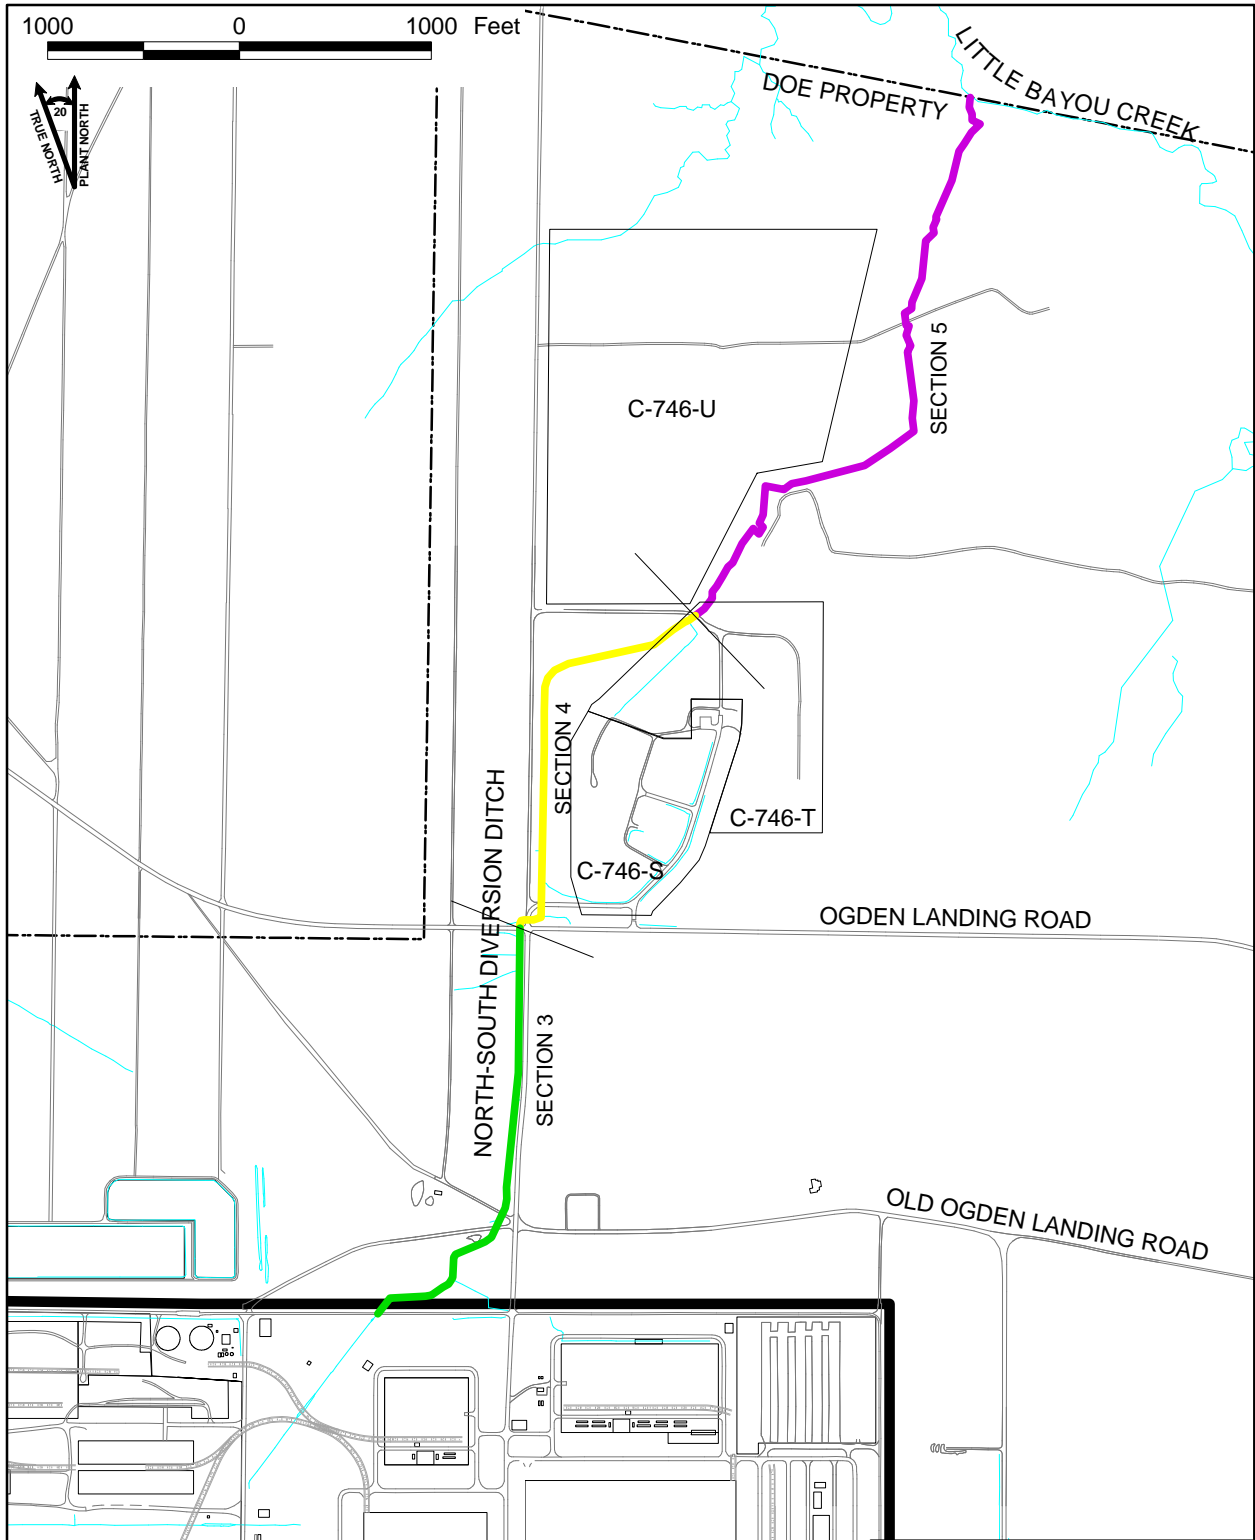 1000 0 1000 Feet
20
TRUE NORTH
PLANT NORTH
LITTLE BAYOU CREEK
DOE PROPERTY
SECTION 5
C-746-U
SECTION 4
C-746-T
C-746-S
NORTH-SOUTH DIVERSION DITCH
OGDEN LANDING ROAD
SECTION 3
OLD OGDEN LANDING ROAD